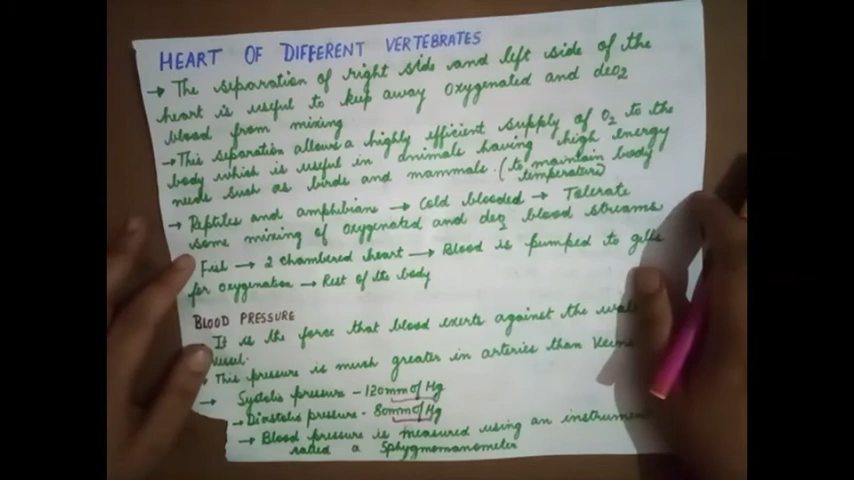 HEART OF DIFFERENT VERTEBRATES
→ The separation of right side and left side of the
heart is useful to keep away Oxygenated and deO2
blood from mixing
→ This separation allows a highly efficient supply of O2 to the
body which is useful in animals having high energy
needs such as birds and mammals. (to maintain body
temperature)
→ Reptiles and amphibians → Cold blooded → Tolerate
some mixing of oxygenated and deo2 blood streams
Fish → 2 chambered heart → Blood is pumped to gills
for oxygenation → Rest of the body
BLOOD PRESSURE
It is the force that blood exerts against the
vessel.
This pressure is much greater in arteries than Veins
→ Systolic pressure - 120mm of Hg
→ Diastolic pressure - 80mm of Hg
→ Blood pressure is measured using an
called a Sphygmomanometer